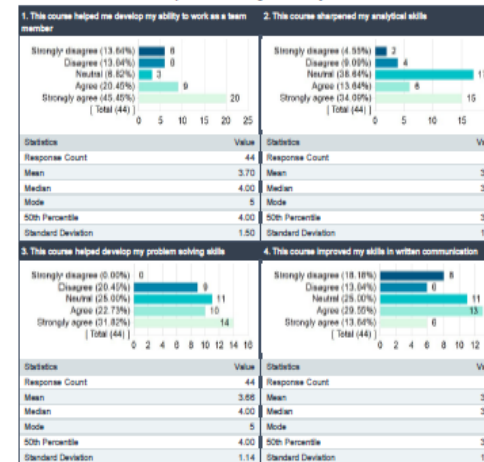 1. This course helped me develop my ability to work as a team
member
Strongly disagree (13.64%) 6
Disagree (13.64%) 6
Neutral (6.82%) 3
Agree (20.45%) 9
Strongly agree (45.45%) 20
[ Total (44) ]
0 5 10 15 20 25
Statistics Value
Response Count 44
Mean 3.70
Median 4.00
Mode 5
50th Percentile 4.00
Standard Deviation 1.50
2. This course sharpened my analytical skills
Strongly disagree (4.55%) 2
Disagree (9.09%) 4
Neutral (38.64%)
Agree (13.64%) 6
Strongly agree (34.09%) 15
[ Total (44) ]
0 5 10 15
Statistics
Response Count
Mean
Median
Mode
50th Percentile
Standard Deviation
3. This course helped develop my problem solving skills
Strongly disagree (0.00%) 0
Disagree (20.45%) 9
Neutral (25.00%) 11
Agree (22.73%) 10
Strongly agree (31.82%) 14
[ Total (44) ]
0 2 4 6 8 10 12 14 16
Statistics Value
Response Count 44
Mean 3.66
Median 4.00
Mode 5
50th Percentile 4.00
Standard Deviation 1.14
4. This course improved my skills in written communication
Strongly disagree (18.18%) 8
Disagree (13.64%) 6
Neutral (25.00%) 11
Agree (29.55%) 13
Strongly agree (13.64%) 6
[ Total (44) ]
0 2 4 6 8 10 12
Statistics
Response Count
Mean
Median
Mode
50th Percentile
Standard Deviation